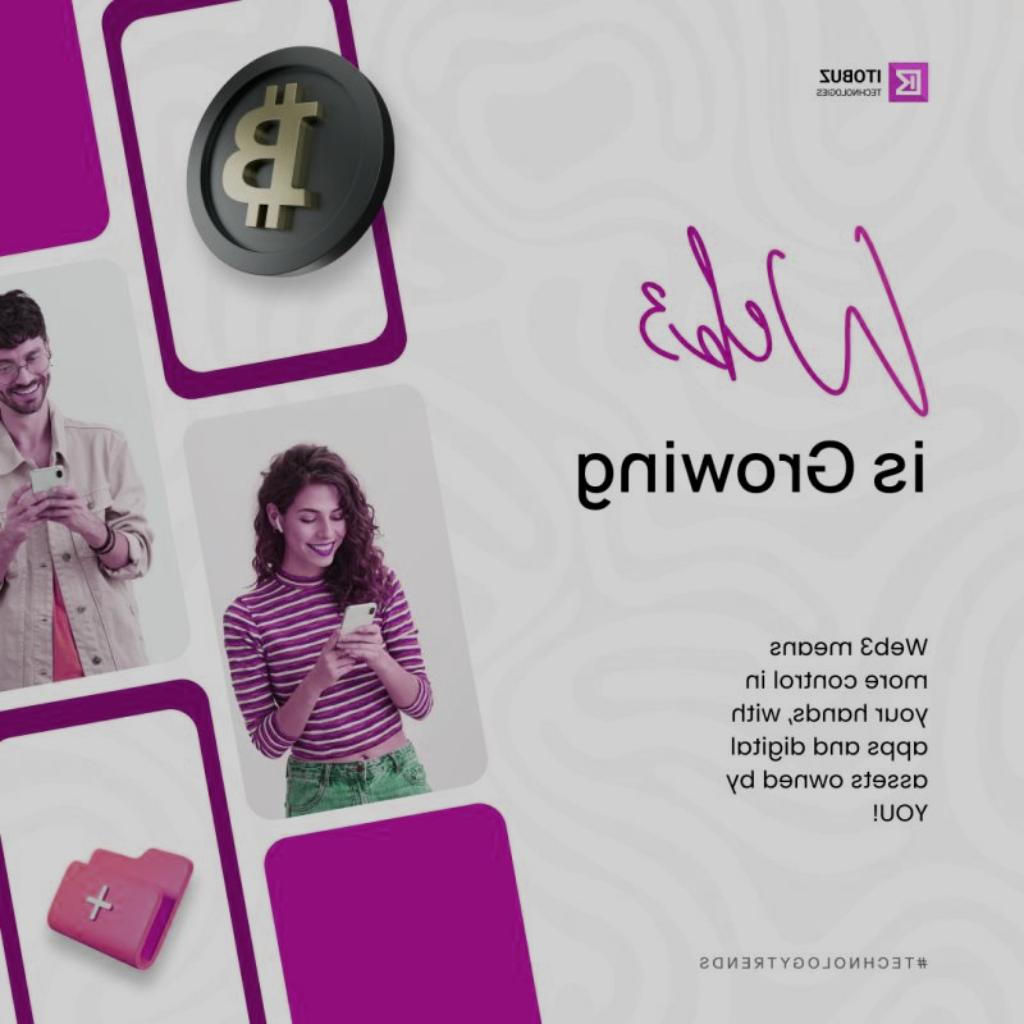 ITOBUZ
TECHNOLOGIES
Web3
is Growing
Web3 means
more control in
your hands, with
apps and digital
assets owned by
YOU!
#TECHNOLOGYTRENDS